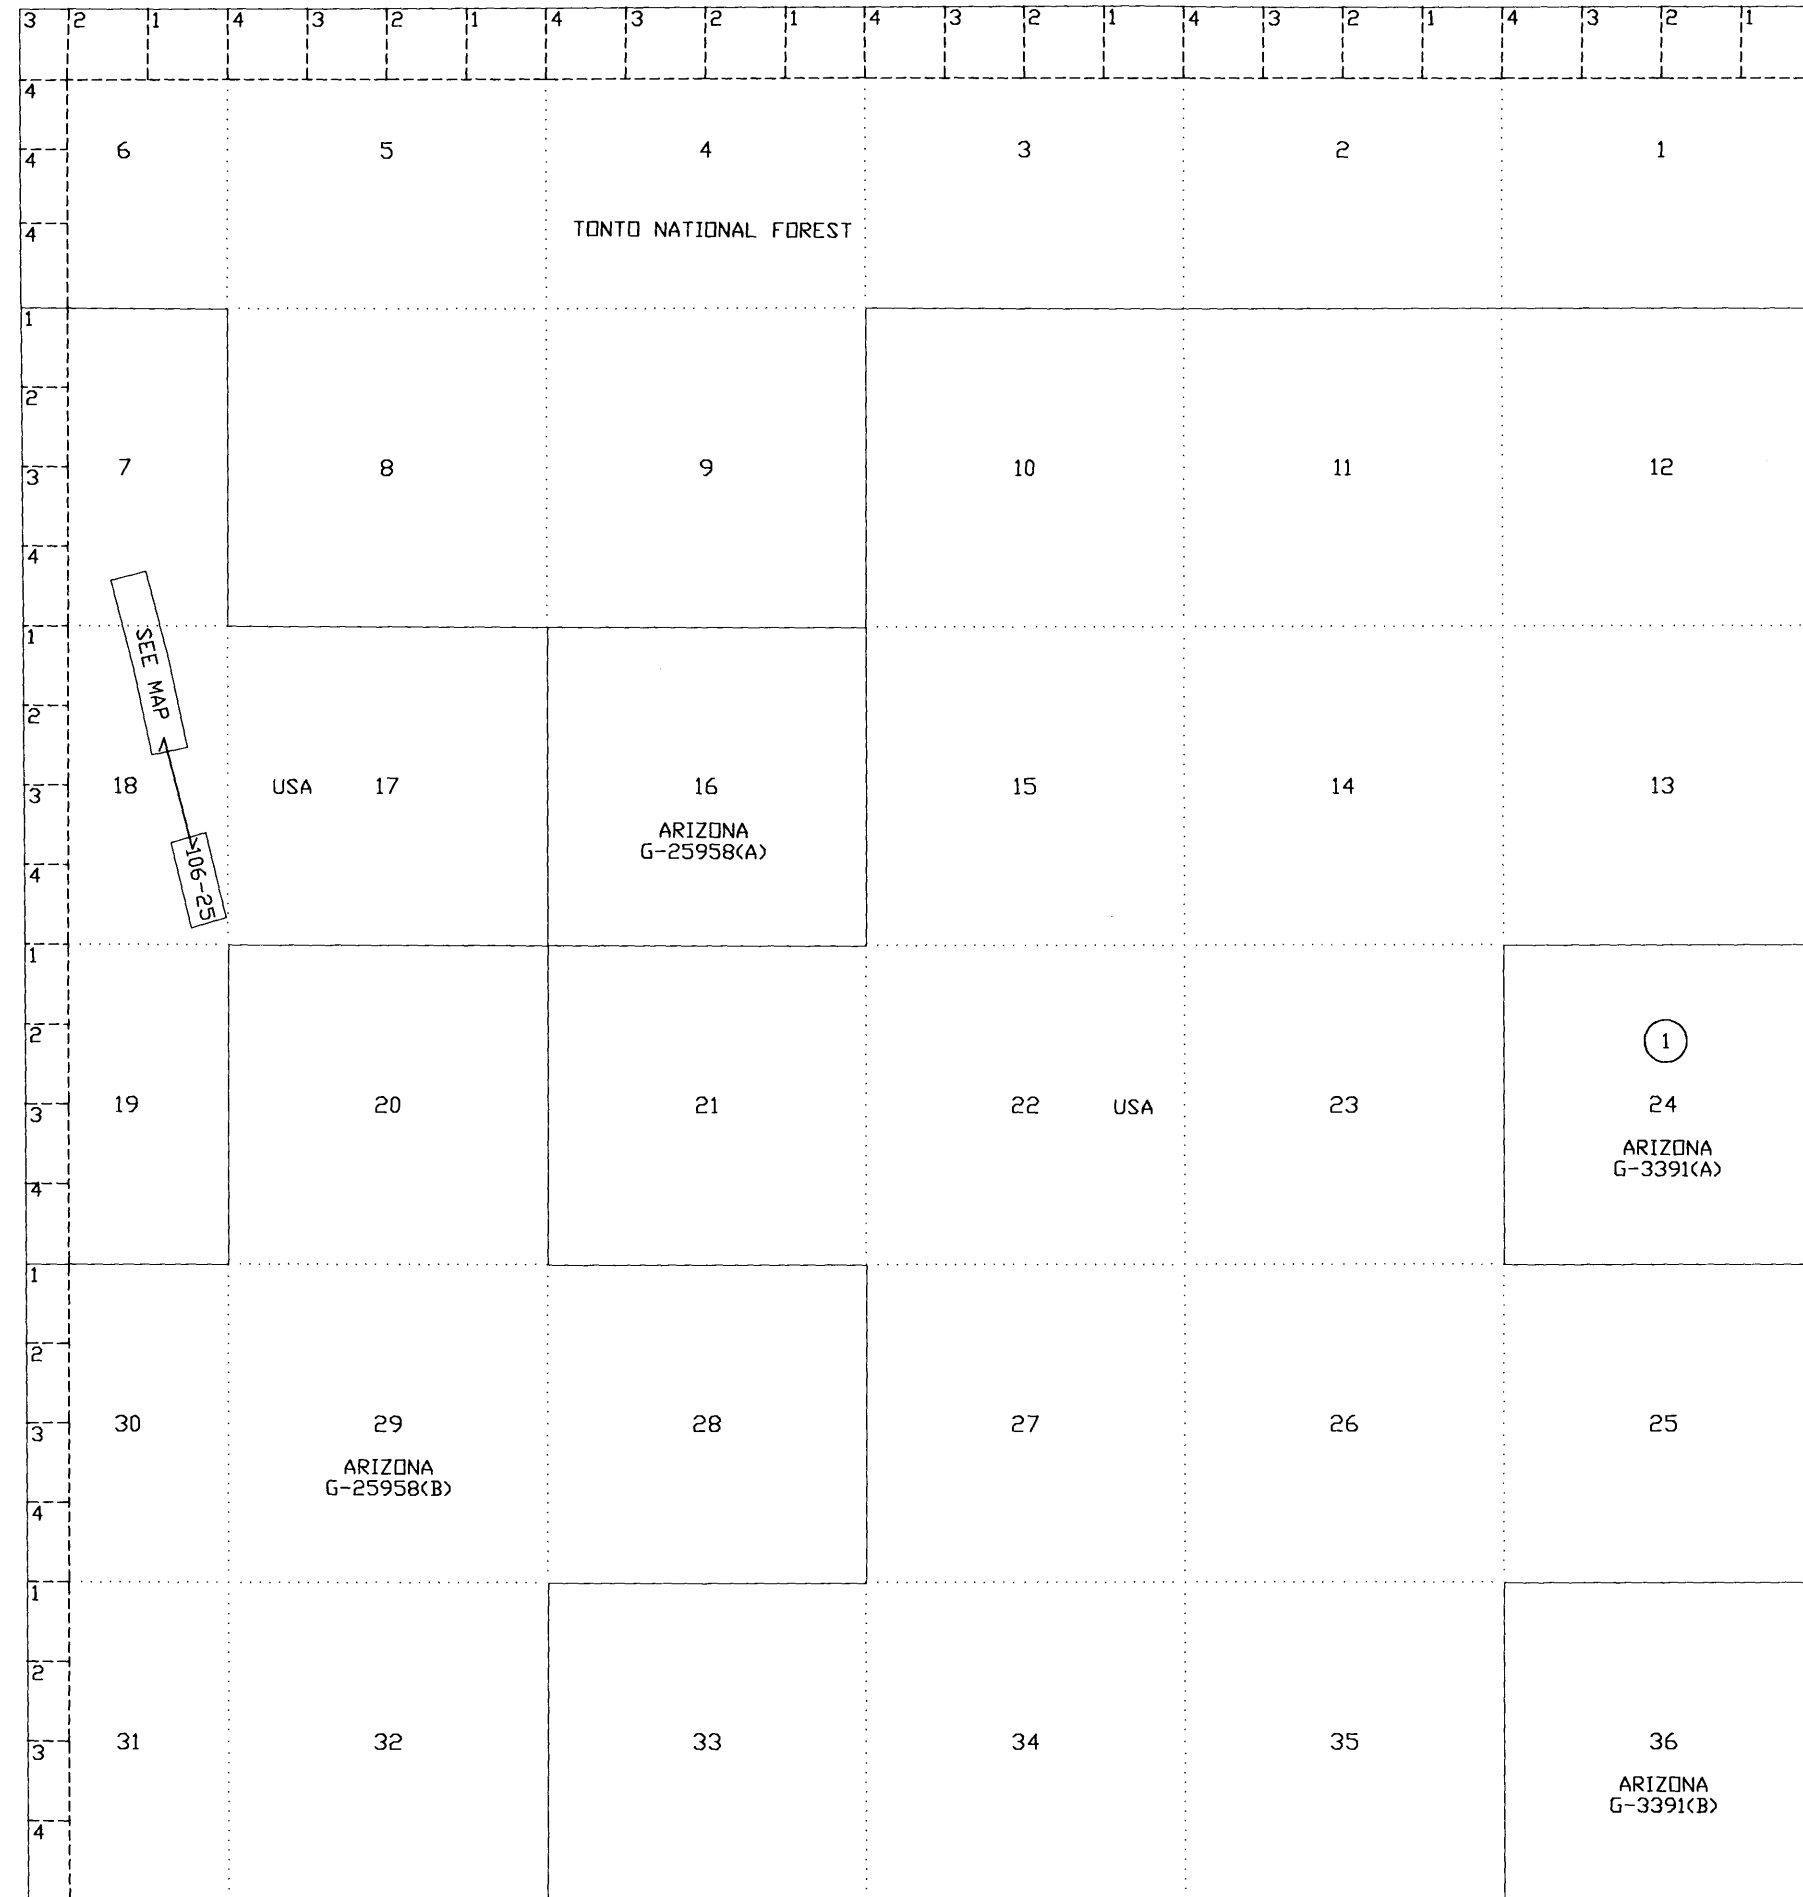 3 2 1 4 3 2 1 4 3 2 1 4 3 2 1 4 3 2 1 4 3 2 1
4
4 6 5 4 3 2 1
4 TONTO NATIONAL FOREST
1
2
3 7 8 9 10 11 12
4
1
SEE MAP
2
3 18 USA 17 16 15 14 13
ARIZONA
G-25958(A)
4 106-25
1
2 1
3 19 20 21 22 USA 23 24
ARIZONA
G-3391(A)
4
1
2
3 30 29 28 27 26 25
ARIZONA
G-25958(B)
4
1
2
3 31 32 33 34 35 36
ARIZONA
G-3391(B)
4